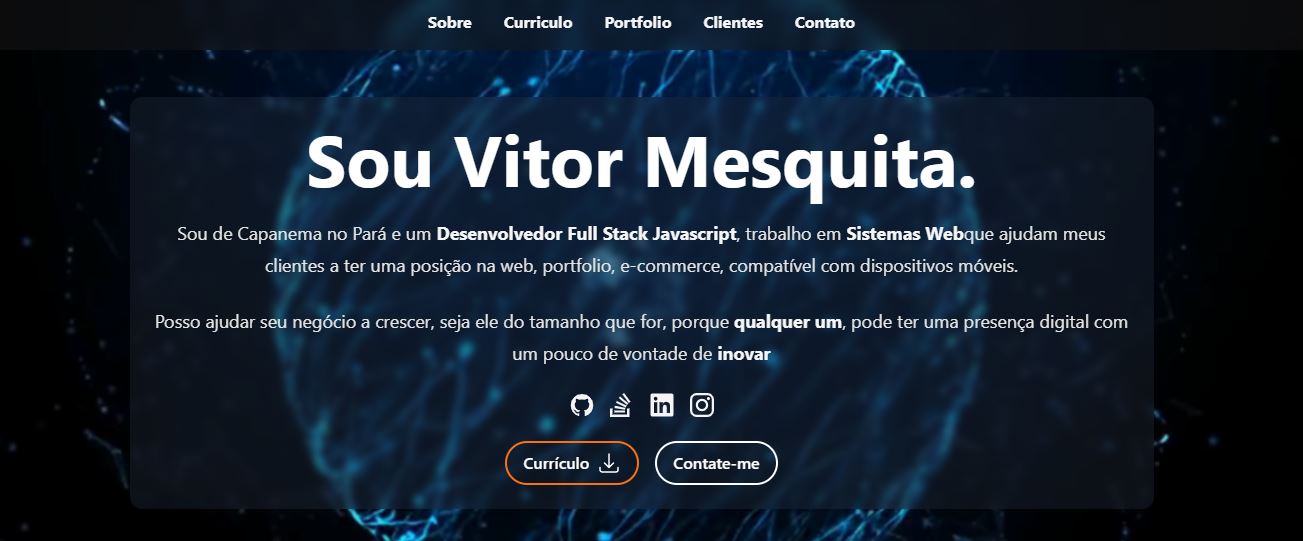 Sobre Curriculo Portfolio Clientes Contato
Sou Vitor Mesquita.
Sou de Capanema no Pará e um Desenvolvedor Full Stack Javascript, trabalho em Sistemas Webque ajudam meus
clientes a ter uma posição na web, portfolio, e-commerce, compatível com dispositivos móveis.
Posso ajudar seu negócio a crescer, seja ele do tamanho que for, porque qualquer um, pode ter uma presença digital com
um pouco de vontade de inovar
in
Currículo Contate-me